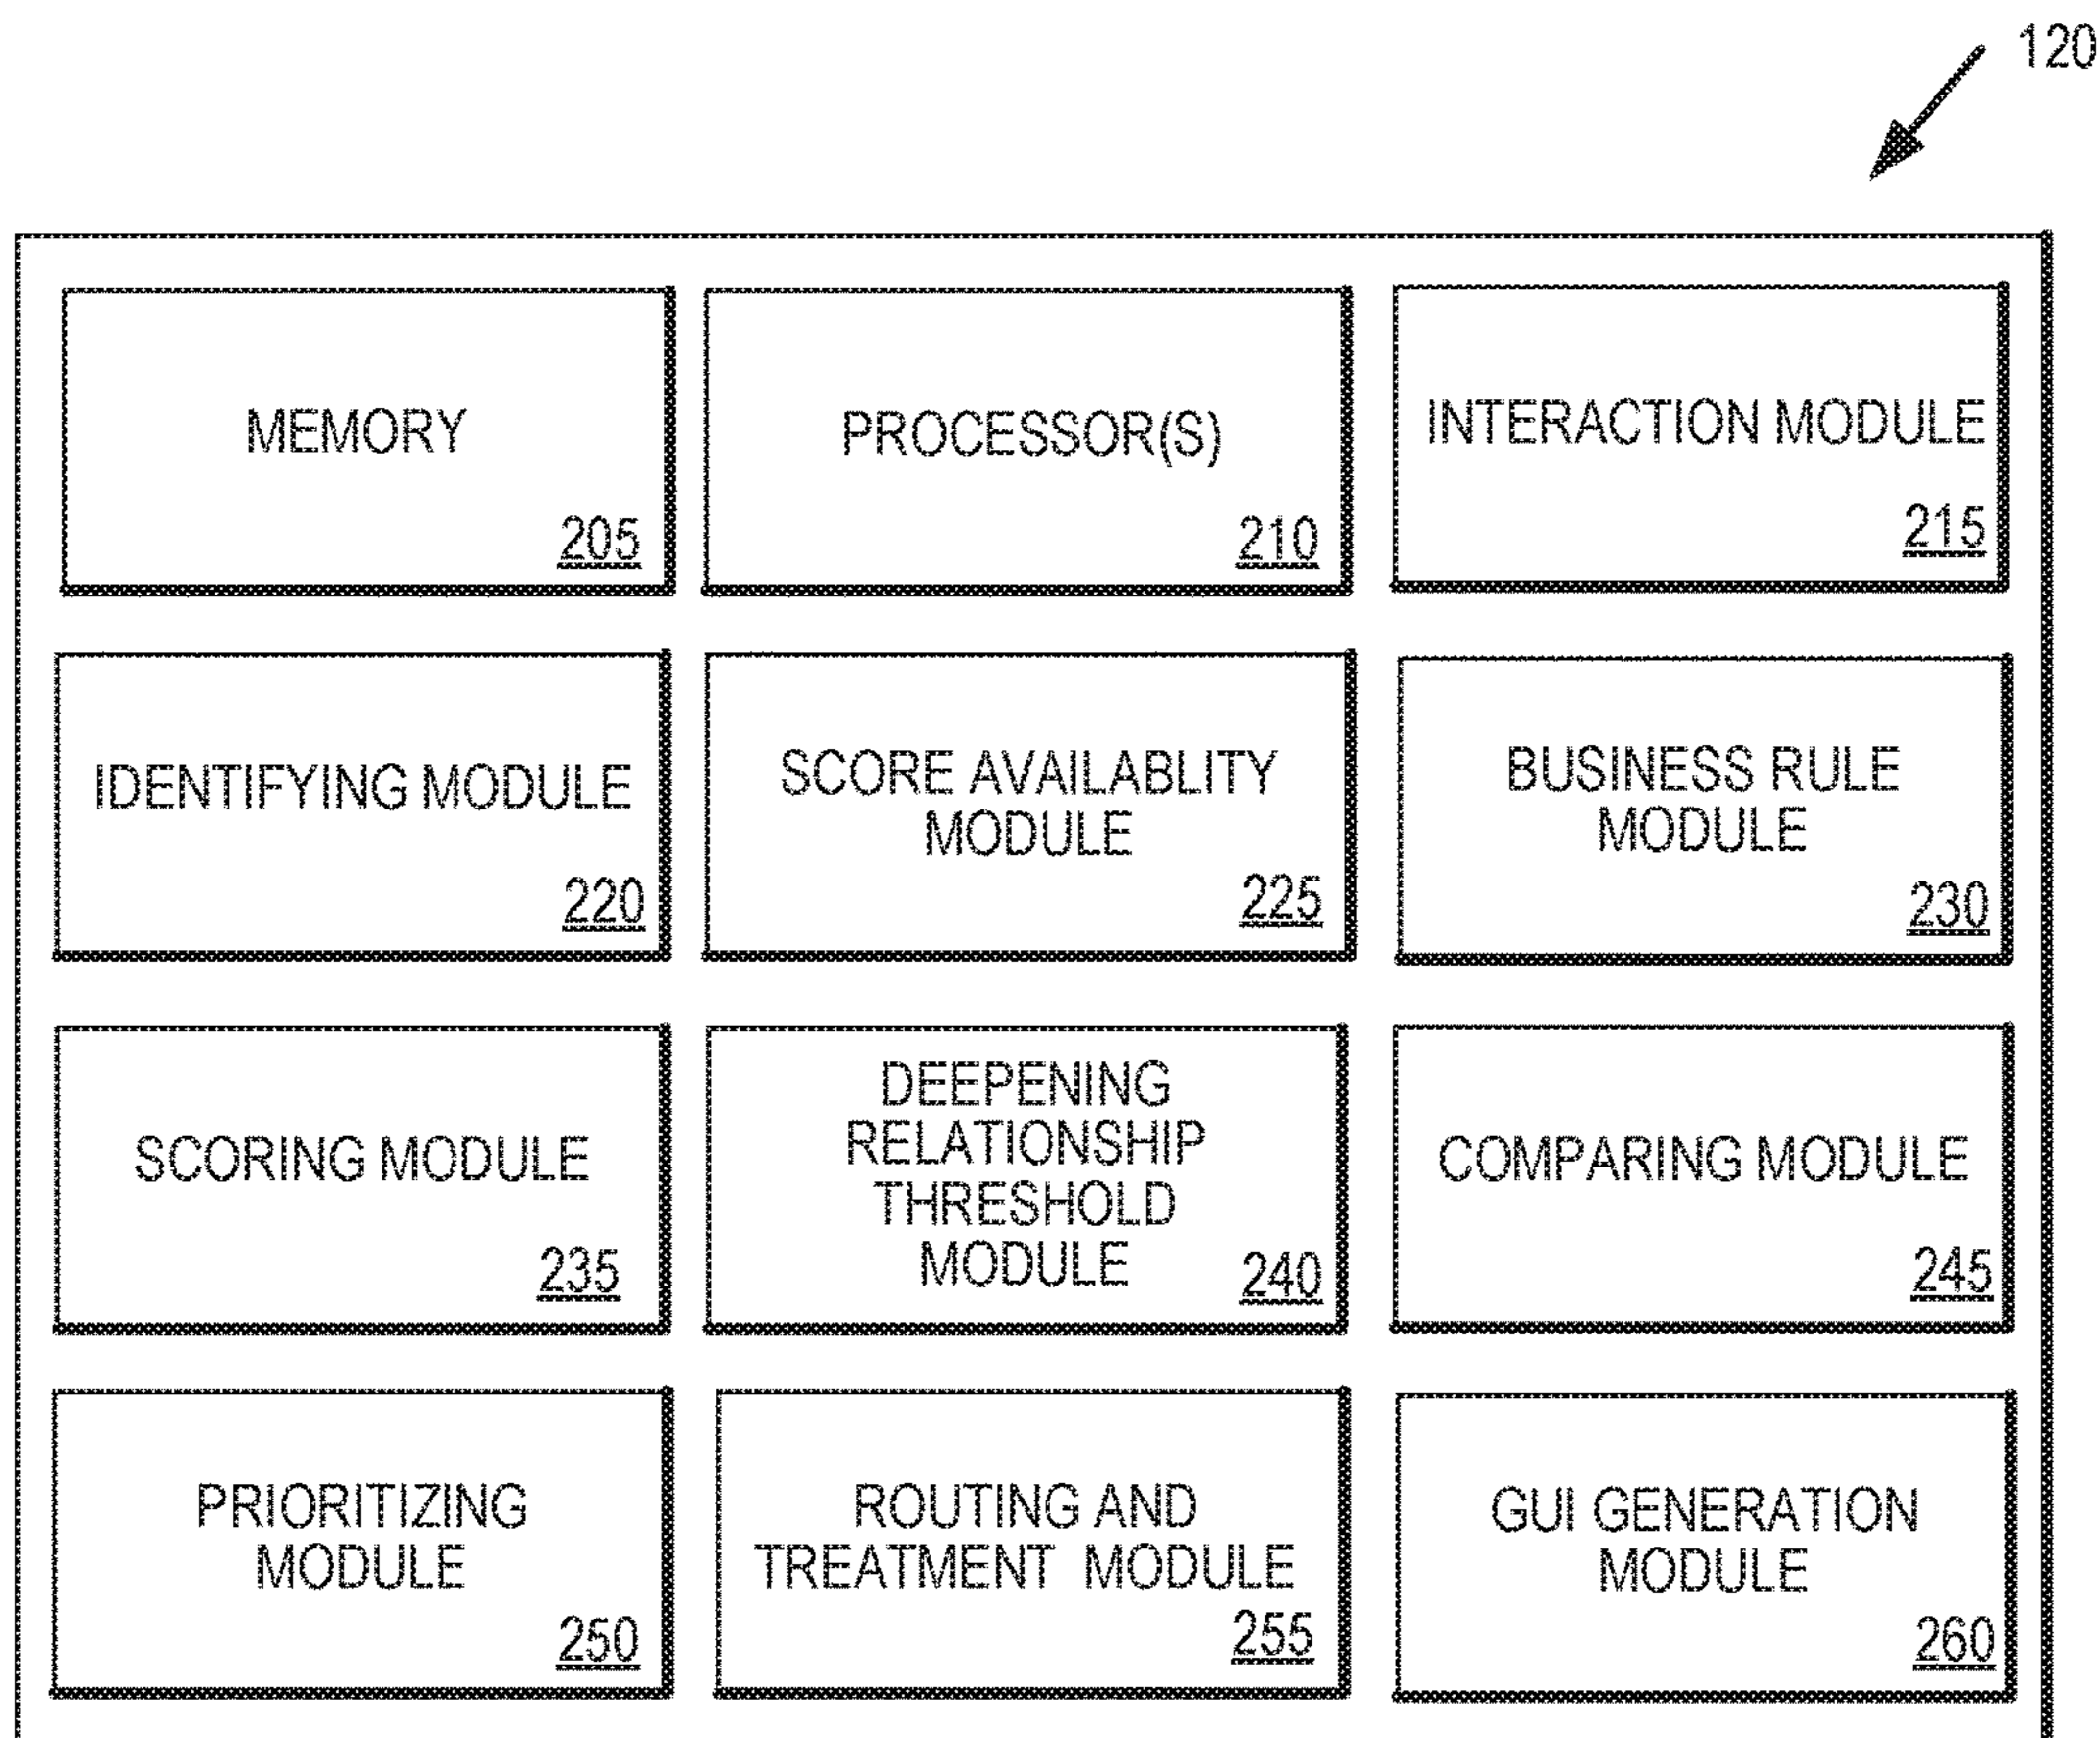 120
MEMORY
205
PROCESSOR(S)
210
INTERACTION MODULE
215
IDENTIFYING MODULE
220
SCORE AVAILABLITY
MODULE
225
BUSINESS RULE
MODULE
230
SCORING MODULE
235
DEEPENING
RELATIONSHIP
THRESHOLD
MODULE
240
COMPARING MODULE
245
PRIORITIZING
MODULE
250
ROUTING AND
TREATMENT MODULE
255
GUI GENERATION
MODULE
260